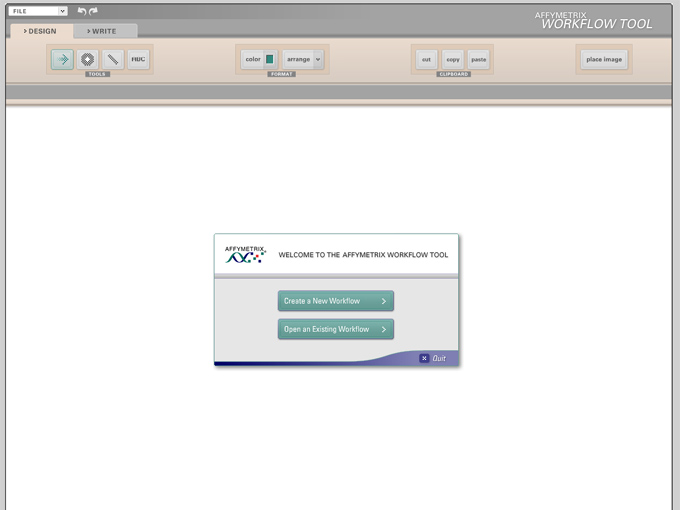 FILE
AFFYMETRIX
WORKFLOW TOOL
DESIGN
WRITE
color
arrange
cut
copy
paste
place image
TOOLS
FORMAT
CLIPBOARD
AFFYMETRIX
WELCOME TO THE AFFYMETRIX WORKFLOW TOOL
Create a New Workflow
Open an Existing Workflow
Quit